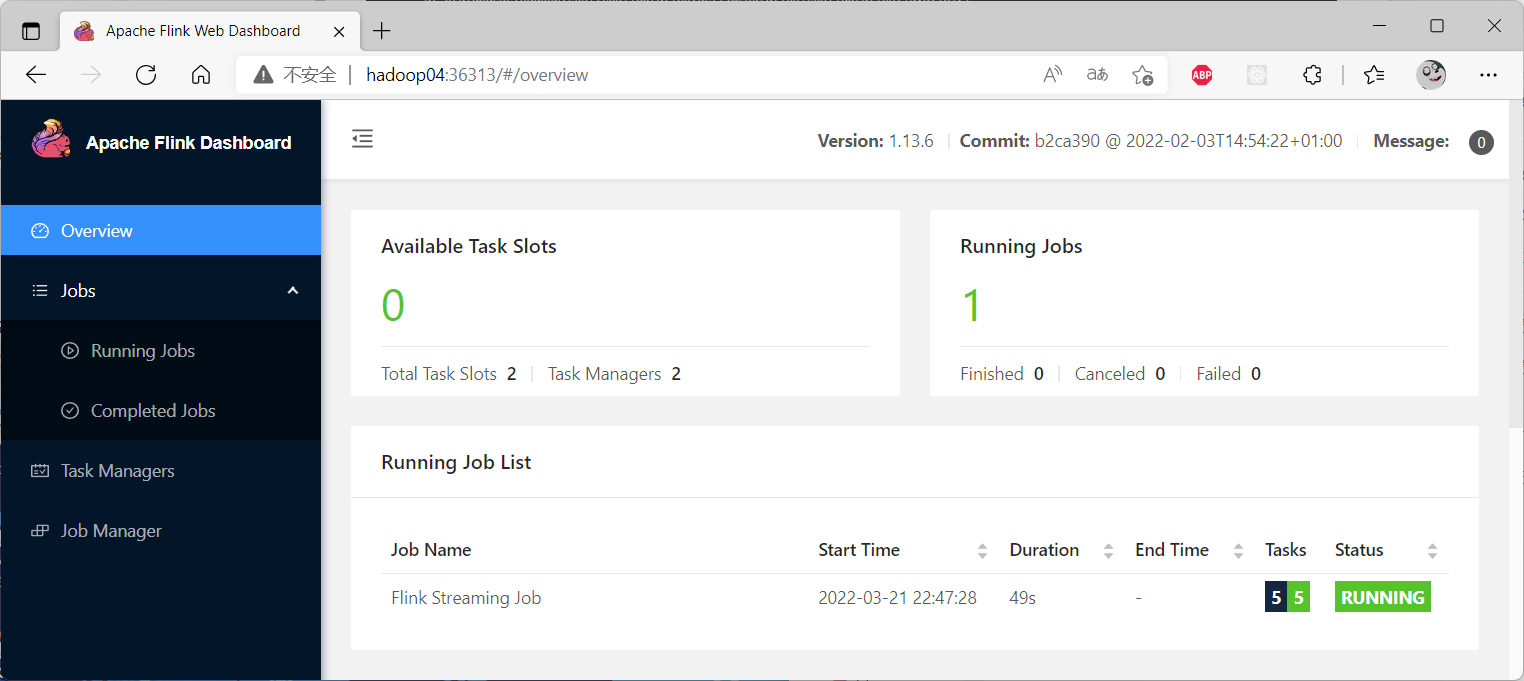 Apache Flink Web Dashboard
不安全 | hadoop04:36313/#/overview
A aあ ABP
Apache Flink Dashboard
Version: 1.13.6 Commit: b2ca390 @ 2022-02-03T14:54:22+01:00 Message: 0
Overview
Jobs
Running Jobs
Completed Jobs
Task Managers
Job Manager
Available Task Slots
0
Total Task Slots 2 Task Managers 2
Running Jobs
1
Finished 0 Canceled 0 Failed 0
Running Job List
Job Name Start Time Duration End Time Tasks Status
Flink Streaming Job 2022-03-21 22:47:28 49s - 5 5 RUNNING